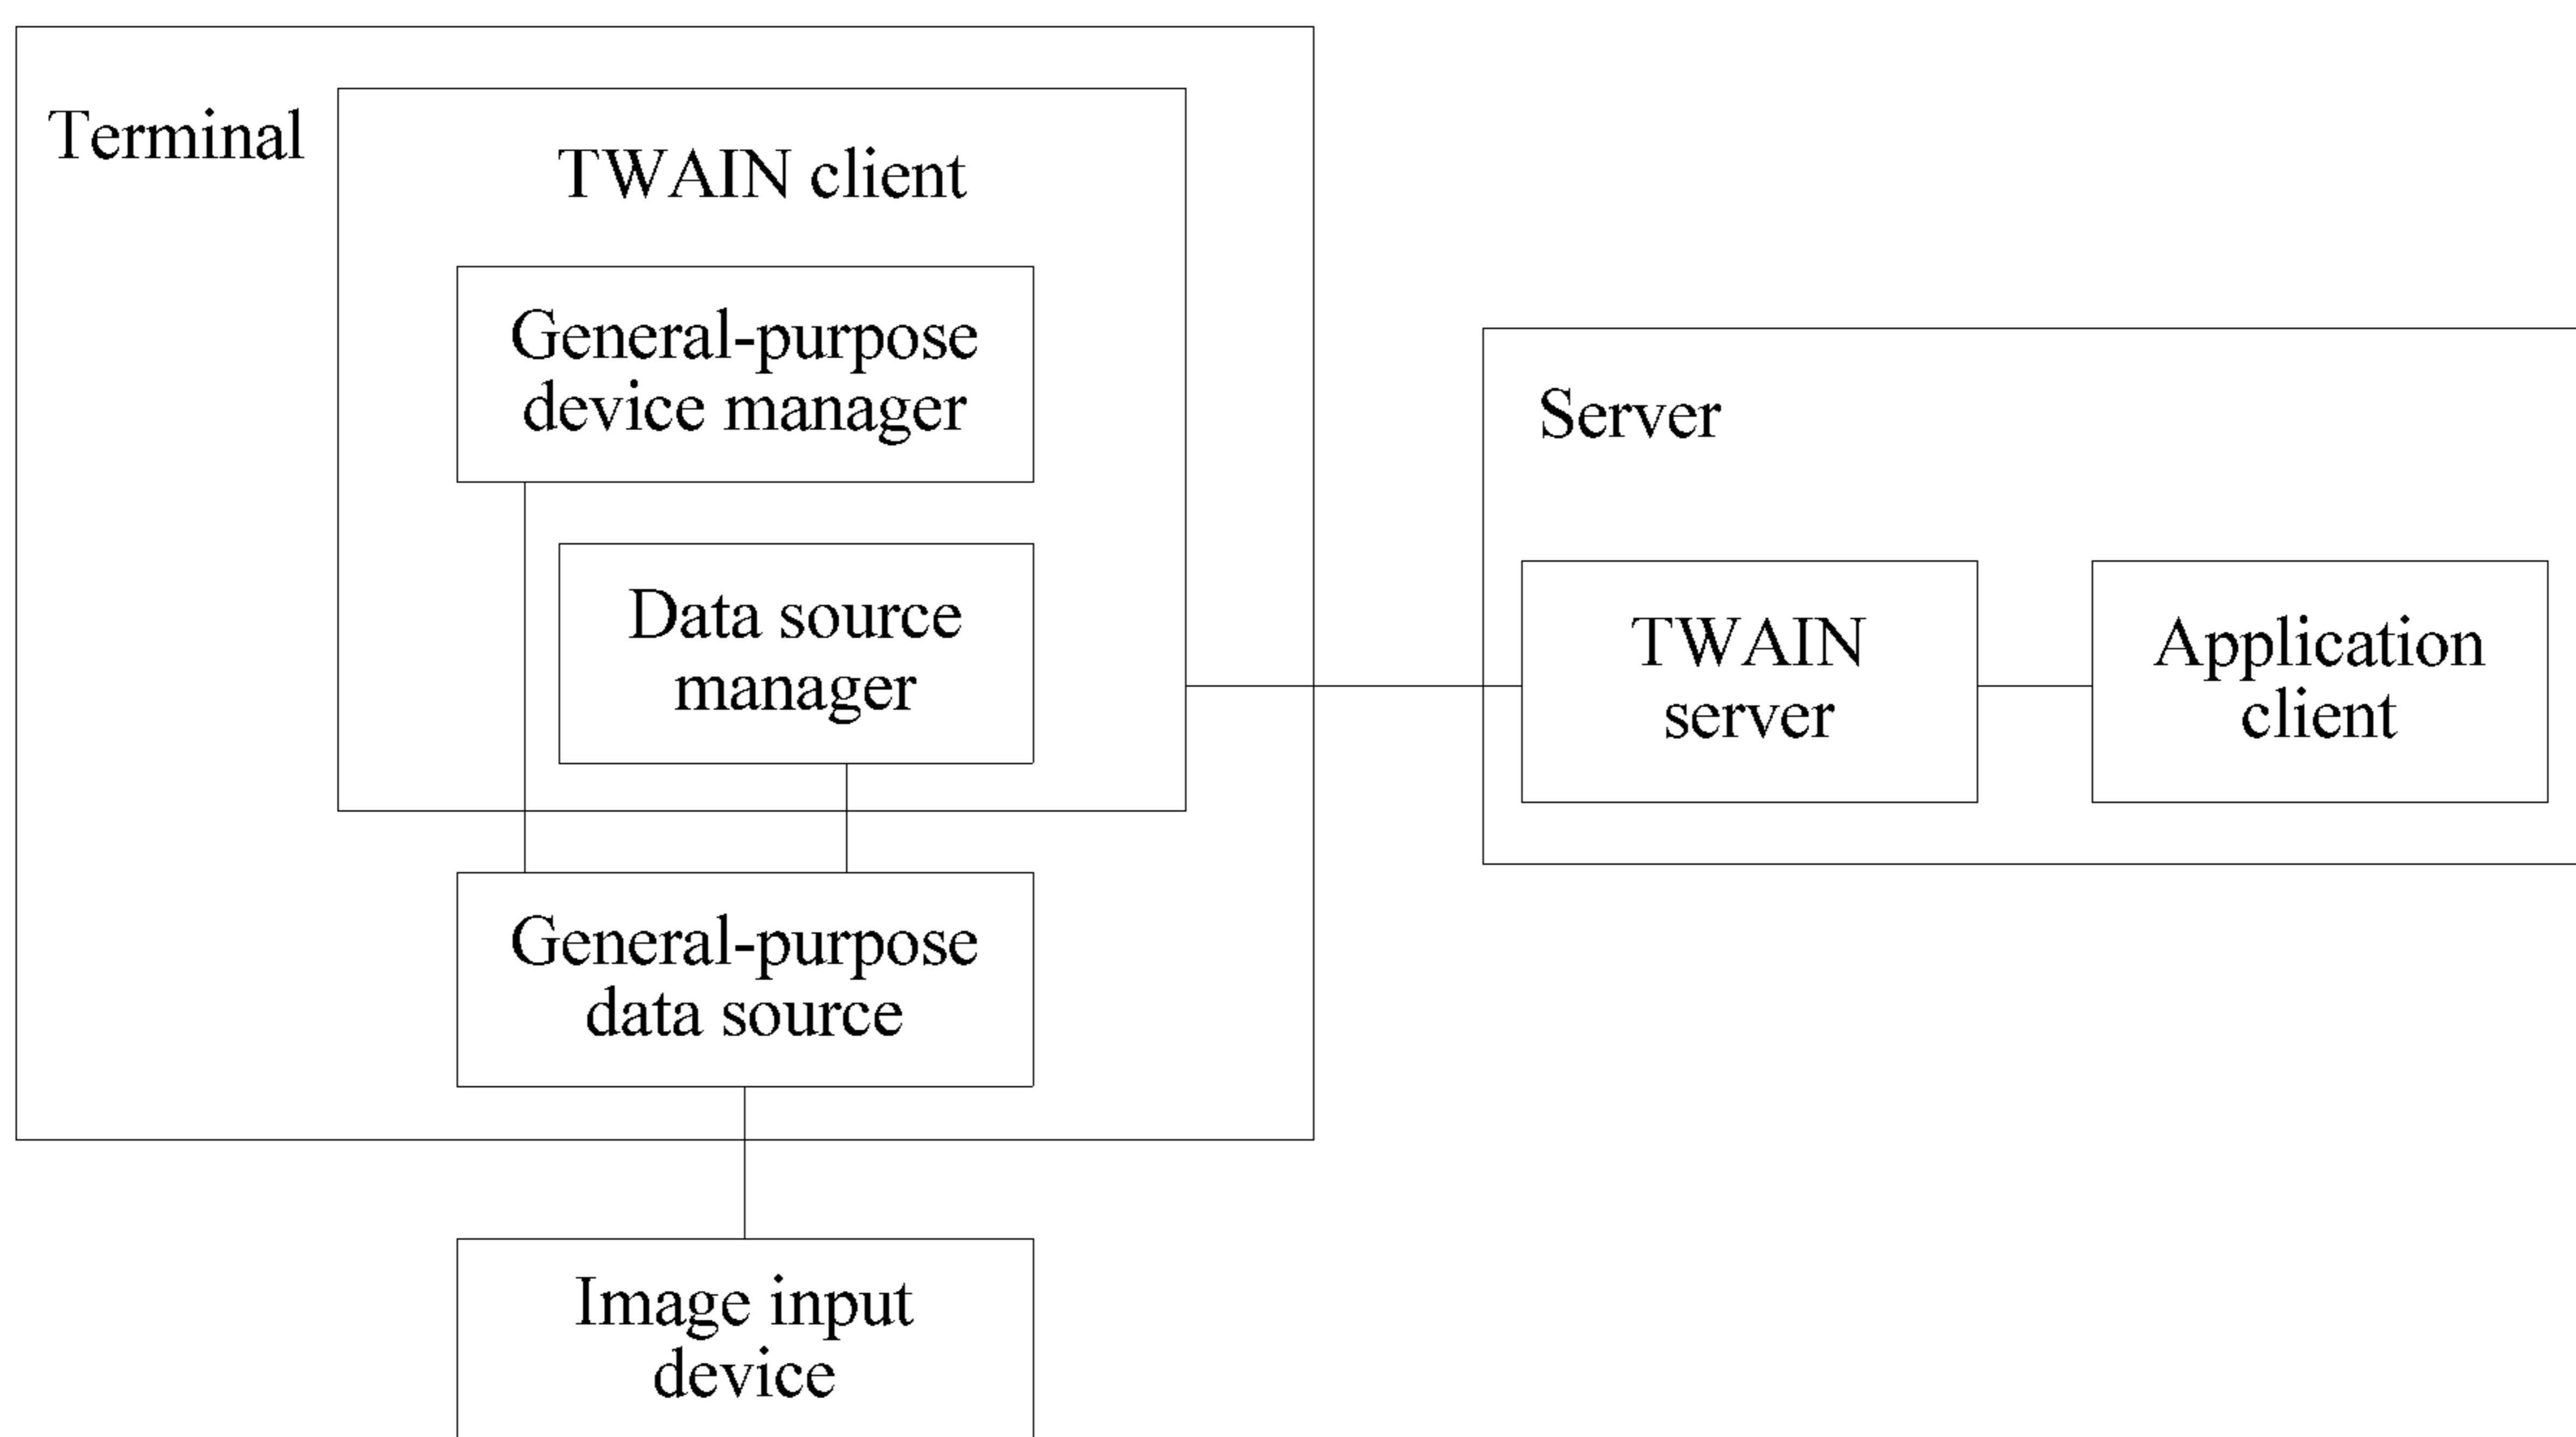 Terminal
TWAIN client
General-purpose
device manager
Data source
manager
General-purpose
data source
Image input
device
Server
TWAIN
server
Application
client